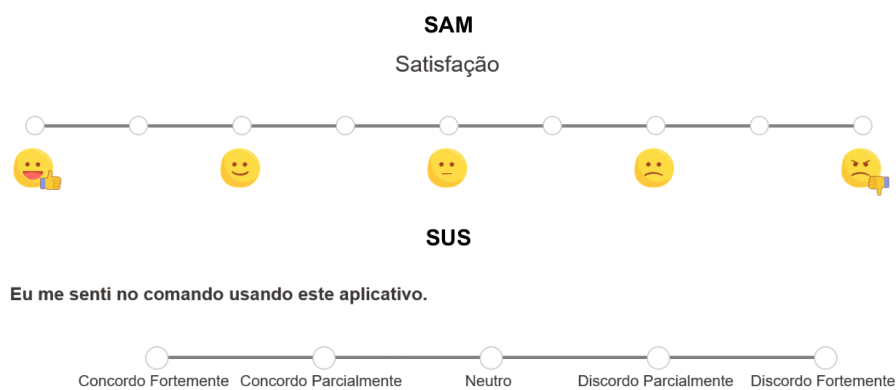 SAM
Satisfação
SUS
Eu me senti no comando usando este aplicativo.
Concordo Fortemente Concordo Parcialmente Neutro Discordo Parcialmente Discordo Fortemente